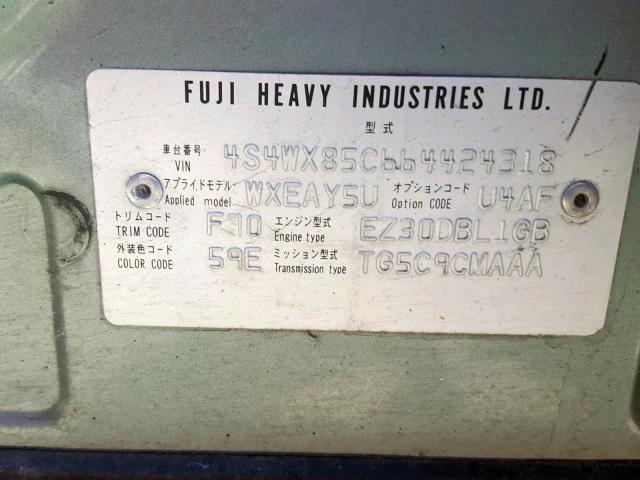 FUJI HEAVY INDUSTRIES LTD.
型式
車台番号 VIN 4S4WX85C664424318
アプライドモデル Applied model WXEAY5U オプションコード Option CODE U4AF
トリムコード TRIM CODE F70 エンジン型式 Engine type EZ30DBL1GB
外装色コード COLOR CODE 59E ミッション型式 Transmission type TG5C9CMAAA